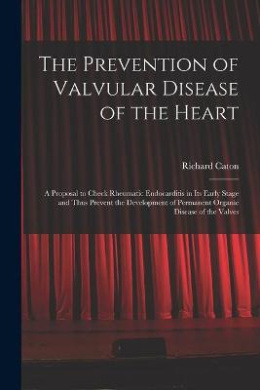 The Prevention of
Valvular Disease
of the Heart
Richard Caton
A Proposal to Check Rheumatic Endocarditis in Its Early Stage
and Thus Prevent the Development of Permanent Organic
Disease of the Valves